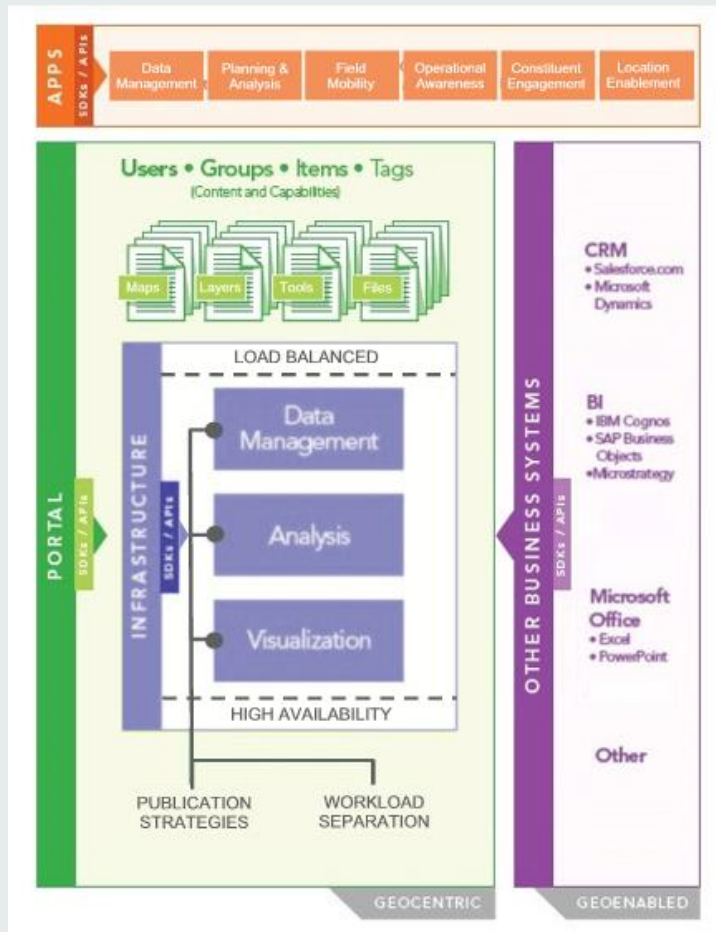 APPS
SDKs / APIs
Data
Management
Planning &
Analysis
Field
Mobility
Operational
Awareness
Constituent
Engagement
Location
Enablement
PORTAL
SDKs / APIs
Users • Groups • Items • Tags
(Content and Capabilities)
Maps
Layers
Tools
Files
INFRASTRUCTURE
SDKs / APIs
LOAD BALANCED
Data
Management
Analysis
Visualization
HIGH AVAILABILITY
PUBLICATION
STRATEGIES
WORKLOAD
SEPARATION
GEOCENTRIC
OTHER BUSINESS SYSTEMS
SDKs / APIs
CRM
• Salesforce.com
• Microsoft
Dynamics
BI
• IBM Cognos
• SAP Business
Objects
•Microstrategy
Microsoft
Office
• Excel
• PowerPoint
Other
GEOENABLED